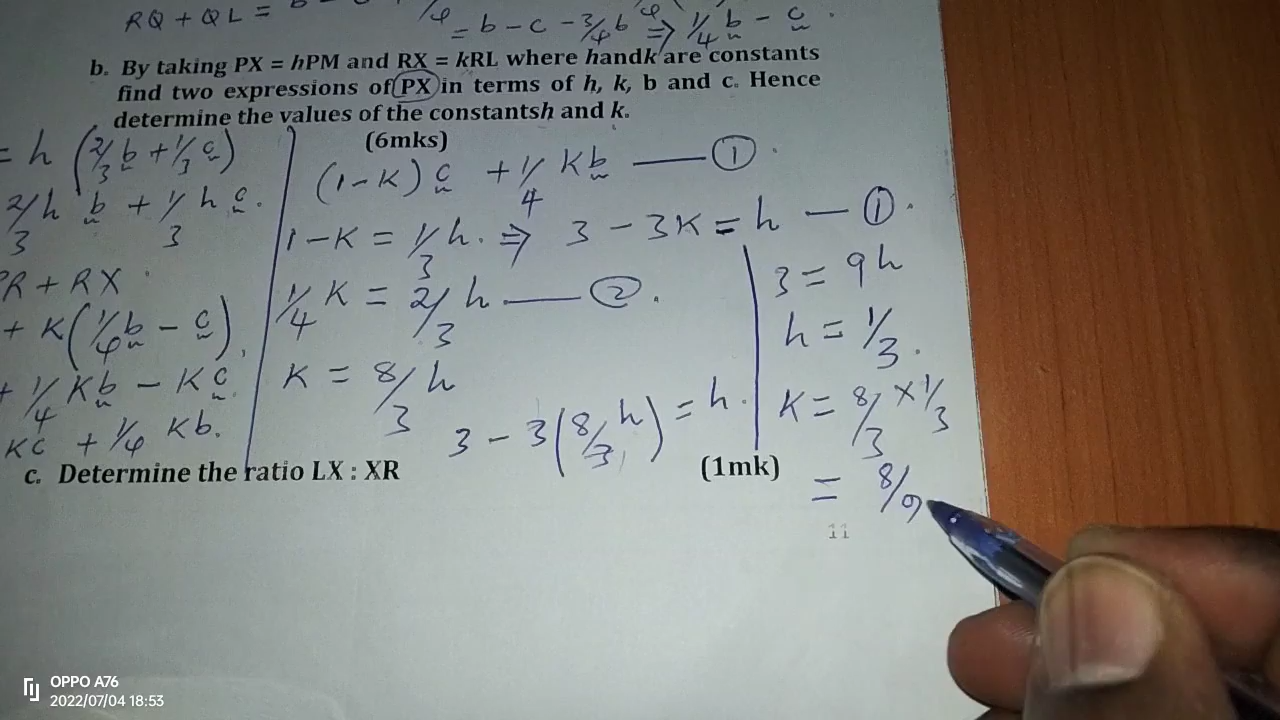 RQ + QL =
= b - c - 3/4 b ⇒ 1/4 b - c
b. By taking PX = hPM and RX = kRL where handk are constants
find two expressions of PX in terms of h, k, b and c. Hence
determine the values of the constantsh and k.
(6mks)
= h (2/3 b + 1/3 c)
2/3 h b + 1/3 h c.
R + RX
+ K(1/4 b - c)
+ 1/4 Kb - Kc
Kc + 1/4 Kb.
(1-K) c + 1/4 Kb — ①.
1-K = 1/3 h. ⇒ 3 - 3K = h — ①.
1/4 K = 2/3 h — ②.
K = 8/3 h
3 - 3(8/3 h) = h.
3 = 9h
h = 1/3.
K = 8/3 x 1/3
= 8/9
c. Determine the ratio LX : XR (1mk)
11
OPPO A76
2022/07/04 18:53